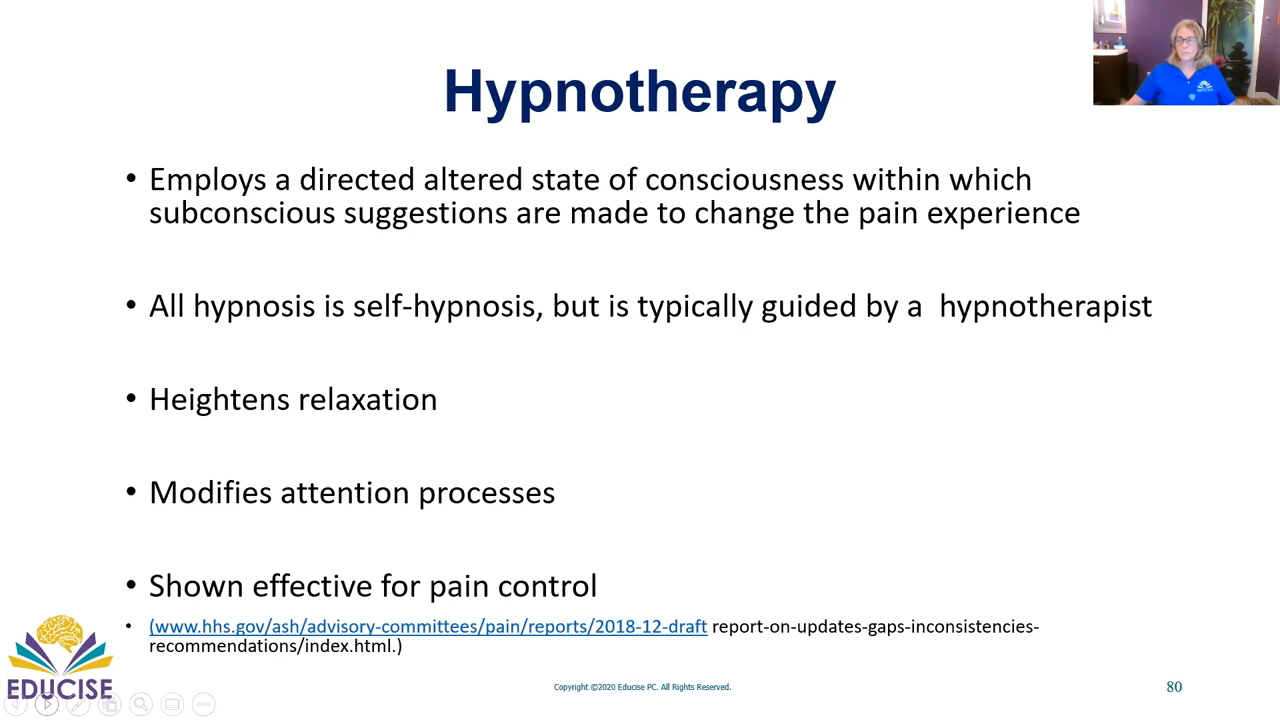 Hypnotherapy
• Employs a directed altered state of consciousness within which
subconscious suggestions are made to change the pain experience
• All hypnosis is self-hypnosis, but is typically guided by a  hypnotherapist
• Heightens relaxation
• Modifies attention processes
• Shown effective for pain control
• (www.hhs.gov/ash/advisory-committees/pain/reports/2018-12-draft report-on-updates-gaps-inconsistencies-
recommendations/index.html.)
EDUCISE
Copyright ©2020 Educise PC. All Rights Reserved.
80